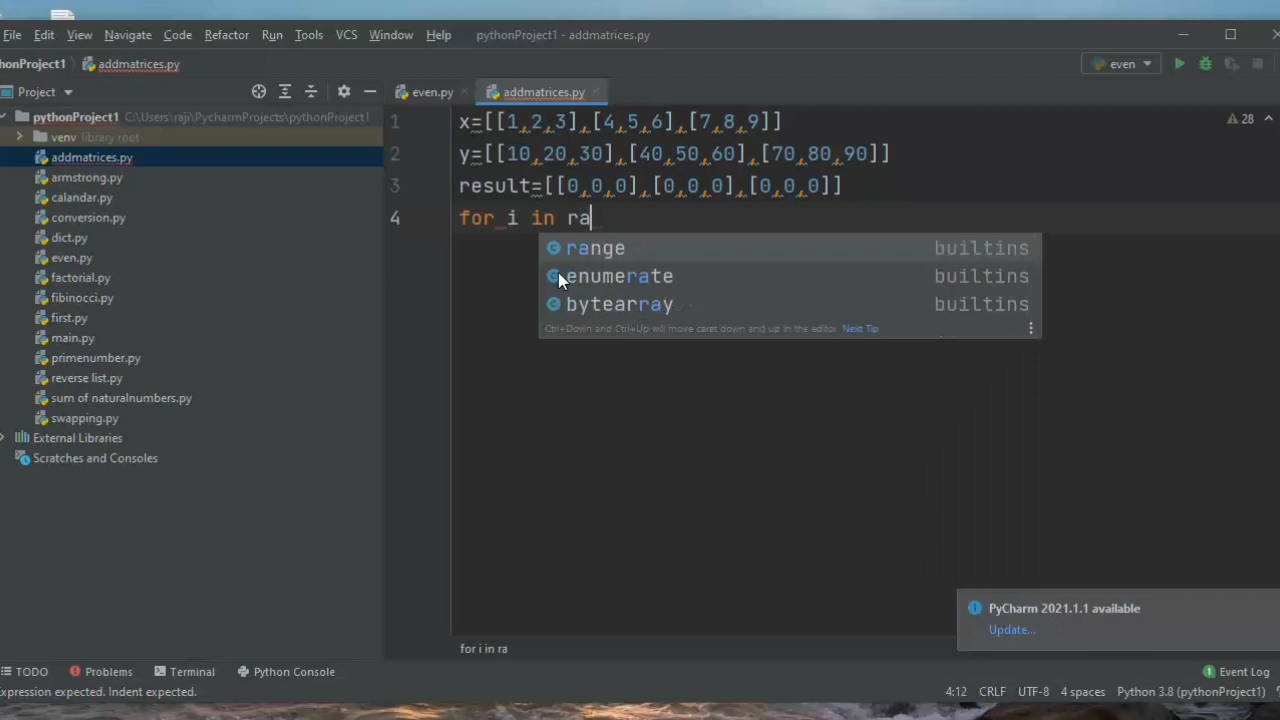 File Edit View Navigate Code Refactor Run Tools VCS Window Help pythonProject1 - addmatrices.py
honProject1 addmatrices.py even
Project even.py addmatrices.py
pythonProject1 C:\Users\raji\PycharmProjects\pythonProject1
venv library root
addmatrices.py
armstrong.py
calandar.py
conversion.py
dict.py
even.py
factorial.py
fibinocci.py
first.py
main.py
primenumber.py
reverse list.py
sum of naturalnumbers.py
swapping.py
External Libraries
Scratches and Consoles
1 x=[[1,2,3],[4,5,6],[7,8,9]]
28
2 y=[[10,20,30],[40,50,60],[70,80,90]]
3 result=[[0,0,0],[0,0,0],[0,0,0]]
4 for i in ra
range builtins
enumerate builtins
bytearray builtins
Ctrl+Down and Ctrl+Up will move caret down and up in the editor Next Tip
PyCharm 2021.1.1 available
Update...
for i in ra
TODO Problems Terminal Python Console 1 Event Log
xpression expected. Indent expected. 4:12 CRLF UTF-8 4 spaces Python 3.8 (pythonProject1)